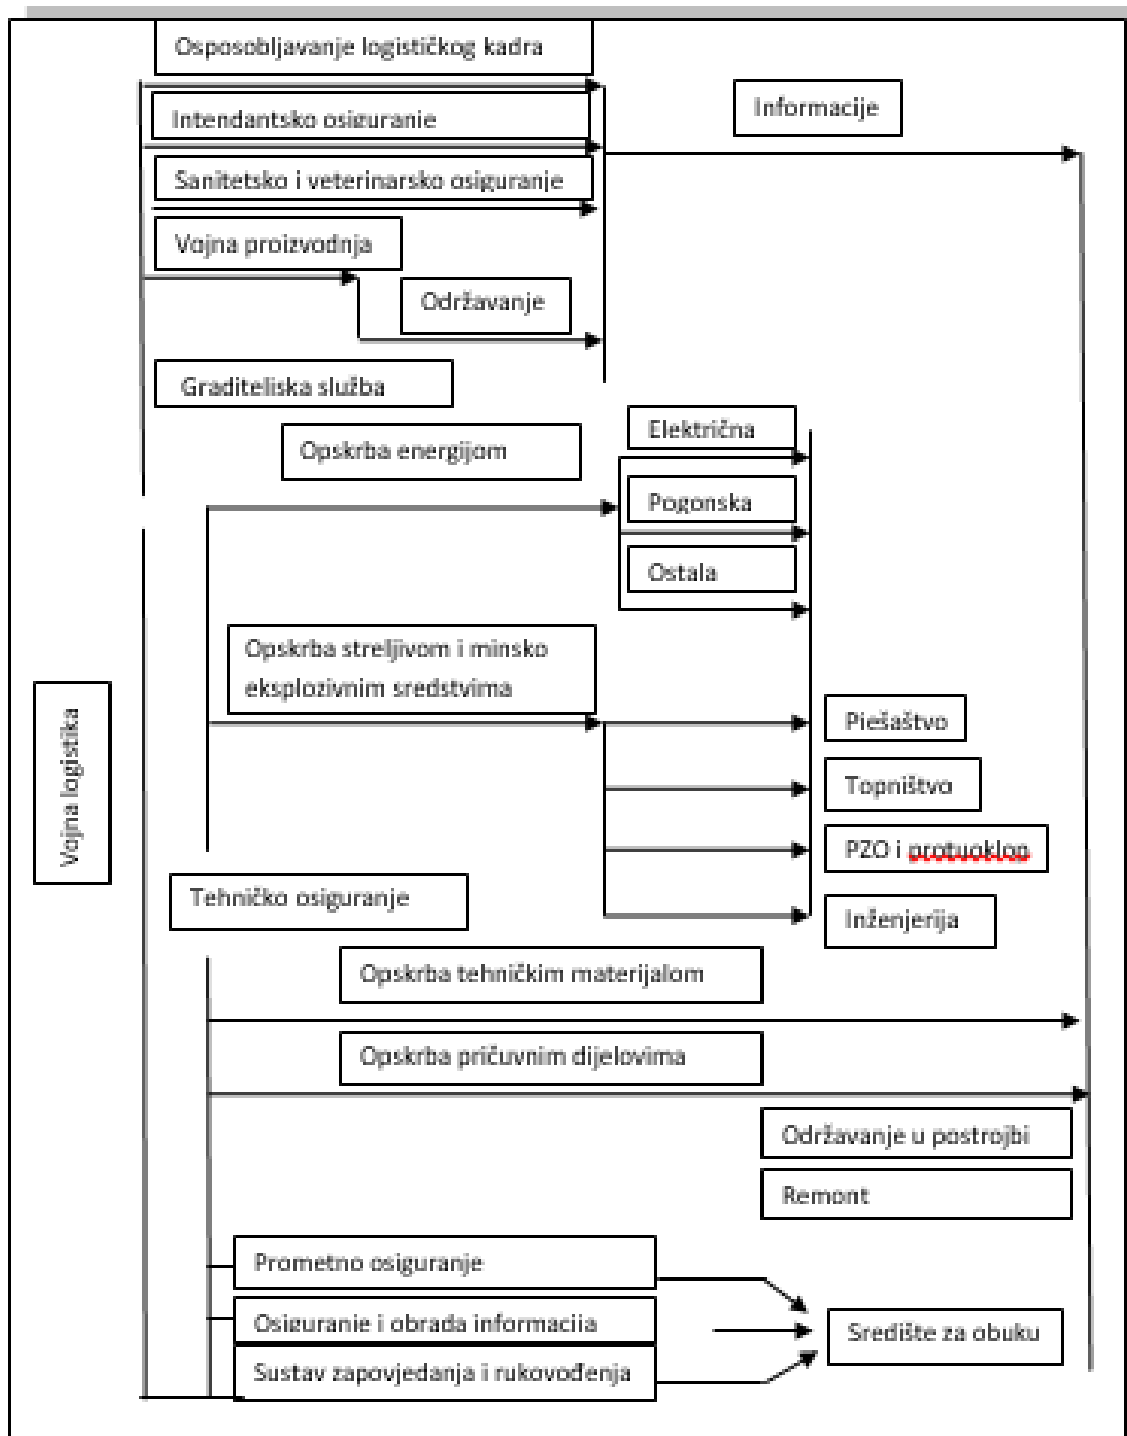 Osposobljavanje logističkog kadra
Informacije
Intendantsko osiguranje
Sanitetsko i veterinarsko osiguranje
Vojna proizvodnja
Održavanje
Graditeljska služba
Električna
Opskrba energijom
Pogonska
Ostala
Opskrba streljivom i minsko
eksplozivnim sredstvima
Vojna logistika
Pješaštvo
Topništvo
PZO i protuoklop
Tehničko osiguranje
Inženjerija
Opskrba tehničkim materijalom
Opskrba pričuvnim dijelovima
Održavanje u postrojbi
Remont
Prometno osiguranje
Osiguranje i obrada informacija
Središte za obuku
Sustav zapovjedanja i rukovođenja